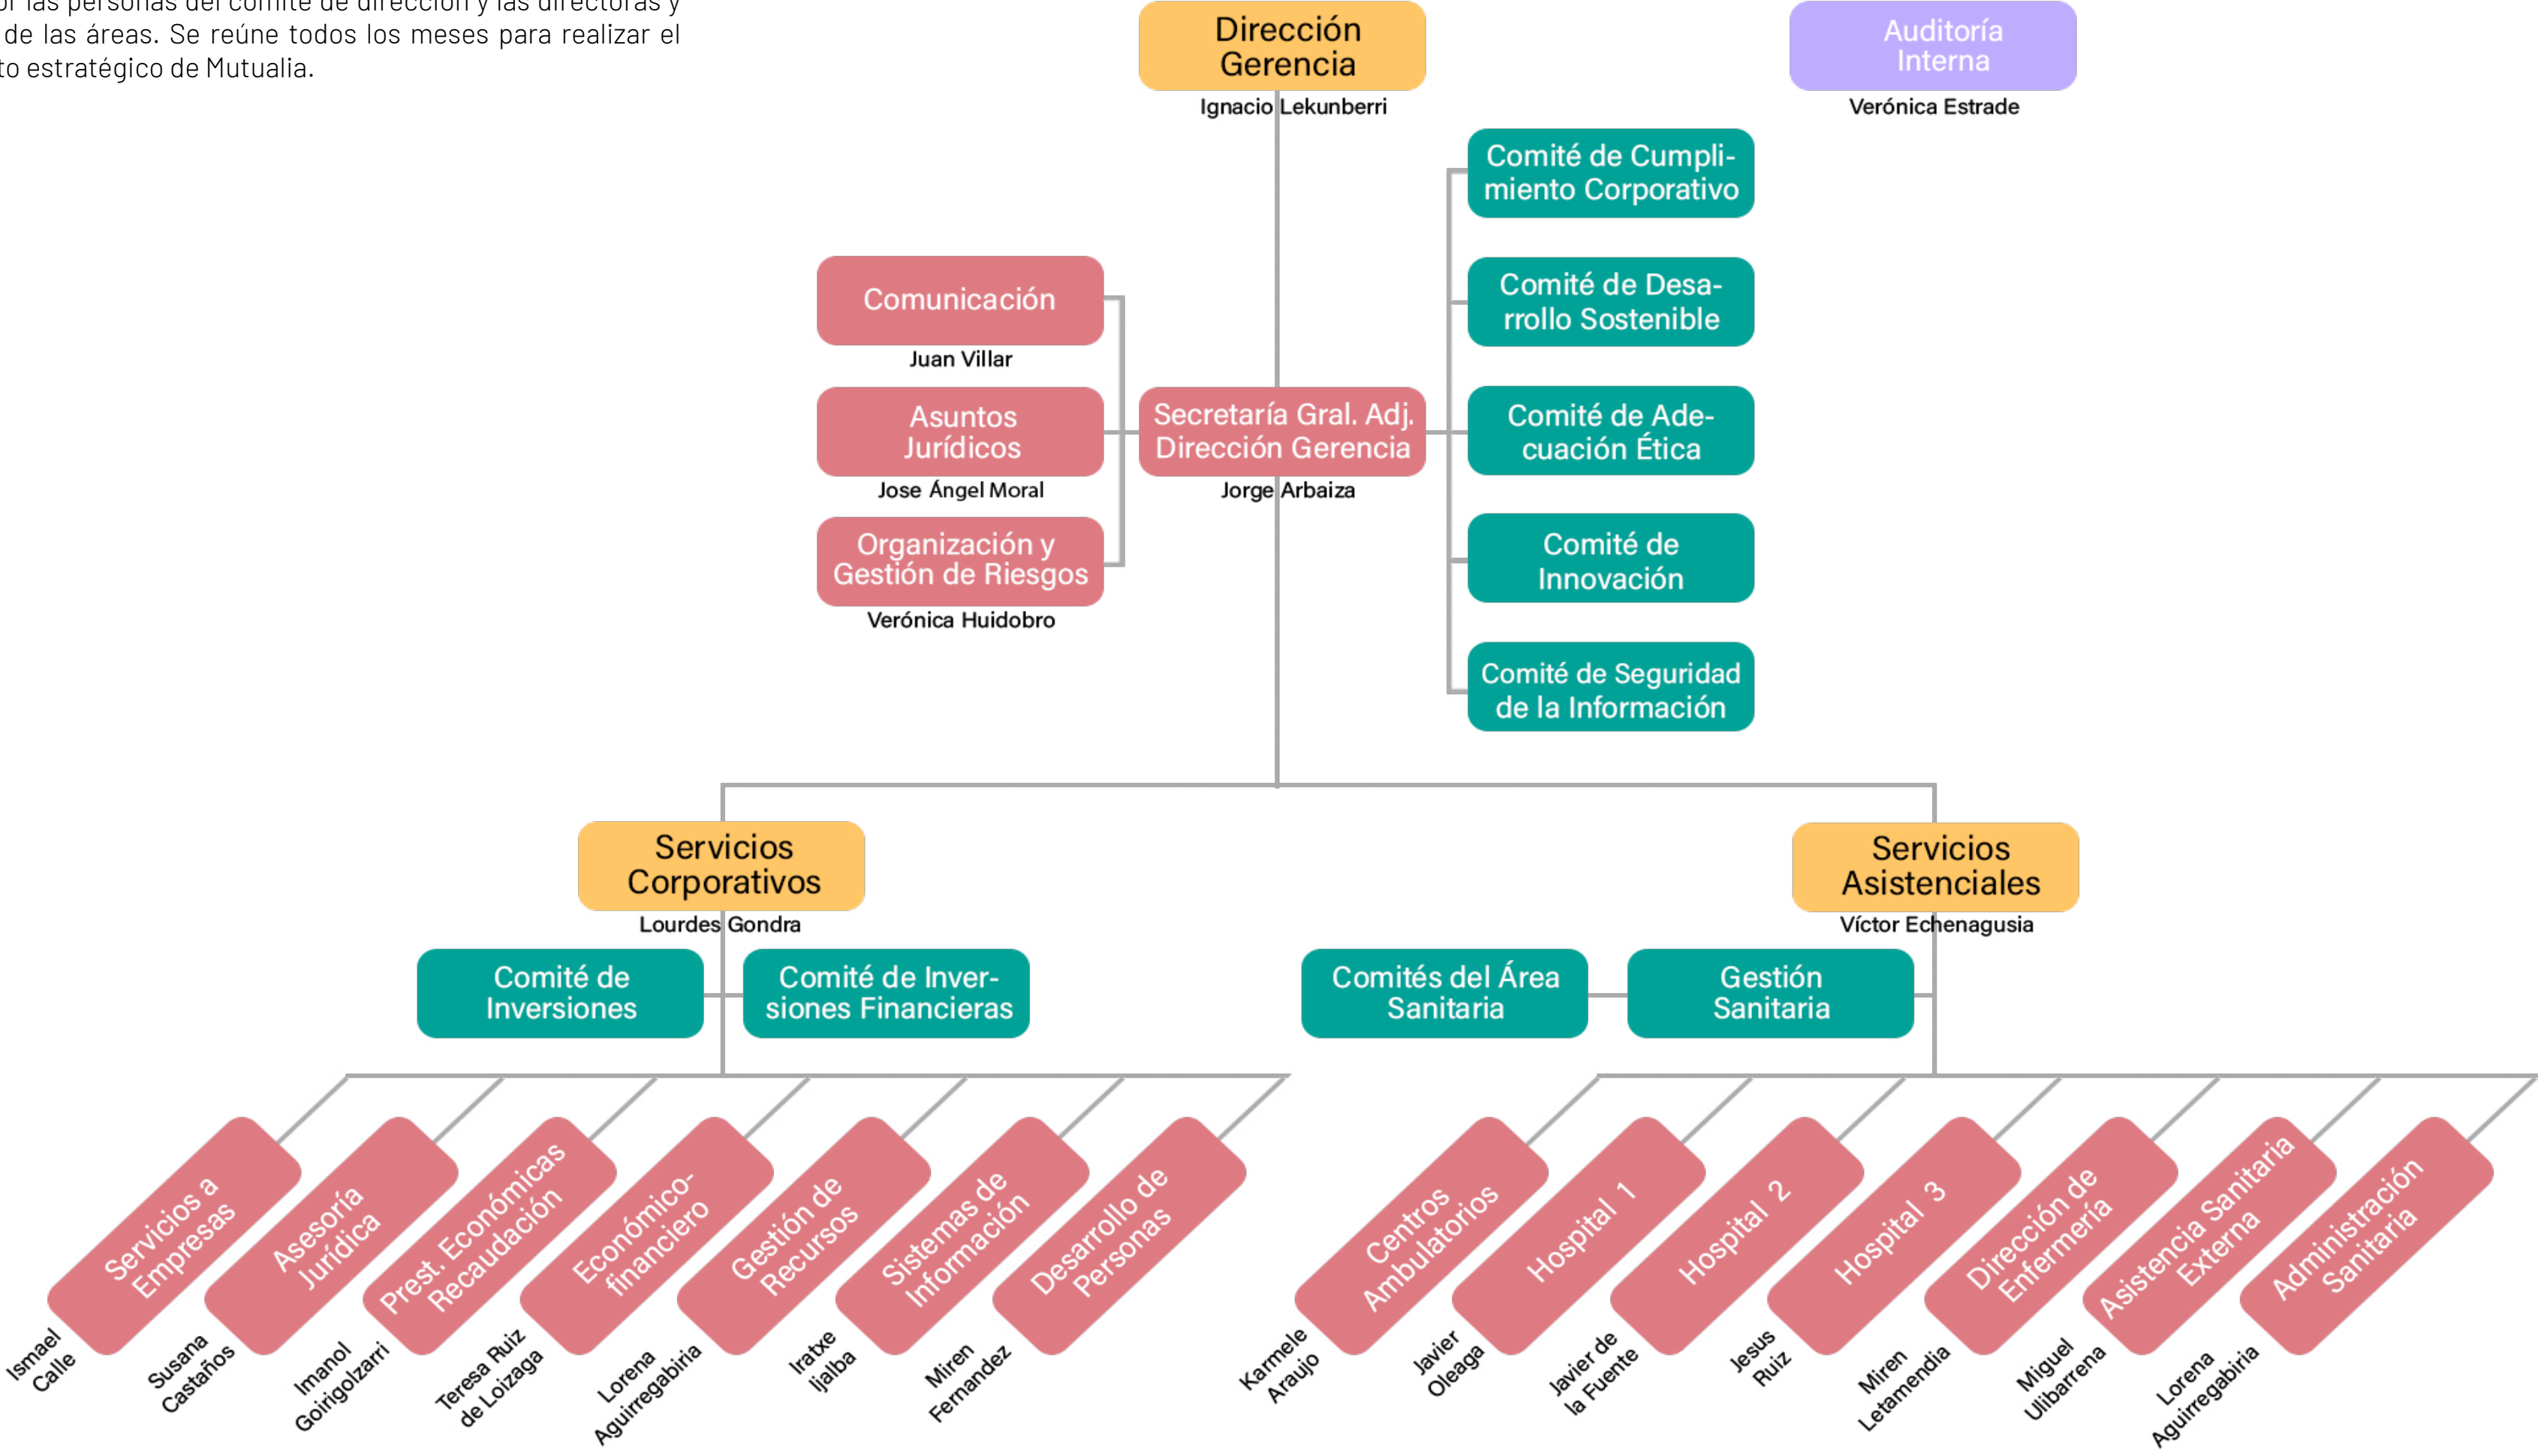 or las personas del comité de dirección y las directoras y
de las áreas. Se reúne todos los meses para realizar el
to estratégico de Mutualia.
Dirección
Gerencia
Ignacio Lekunberri
Auditoría
Interna
Verónica Estrade
Comité de Cumpli-
miento Corporativo
Comité de Desa-
rrollo Sostenible
Comité de Ade-
cuación Ética
Comité de
Innovación
Comité de Seguridad
de la Información
Comunicación
Juan Villar
Asuntos
Jurídicos
Jose Ángel Moral
Organización y
Gestión de Riesgos
Verónica Huidobro
Secretaría Gral. Adj.
Dirección Gerencia
Jorge Arbaiza
Servicios
Corporativos
Lourdes Gondra
Comité de
Inversiones
Comité de Inver-
siones Financieras
Servicios
Asistenciales
Víctor Echenagusia
Comités del Área
Sanitaria
Gestión
Sanitaria
Servicios a
Empresas
Ismael
Calle
Asesoría
Jurídica
Susana
Castaños
Prest. Económicas
Recaudación
Imanol
Goirigolzarri
Económico-
financiero
Teresa Ruiz
de Loizaga
Gestión de
Recursos
Lorena
Aguirregabiria
Sistemas de
Información
Iratxe
Ijalba
Desarrollo de
Personas
Miren
Fernandez
Centros
Ambulatorios
Karmele
Araujo
Hospital 1
Javier
Oleaga
Hospital 2
Javier de
la Fuente
Hospital 3
Jesus
Ruiz
Dirección de
Enfermería
Miren
Letamendia
Asistencia Sanitaria
Externa
Miguel
Ulibarrena
Administración
Sanitaria
Lorena
Aguirregabiria